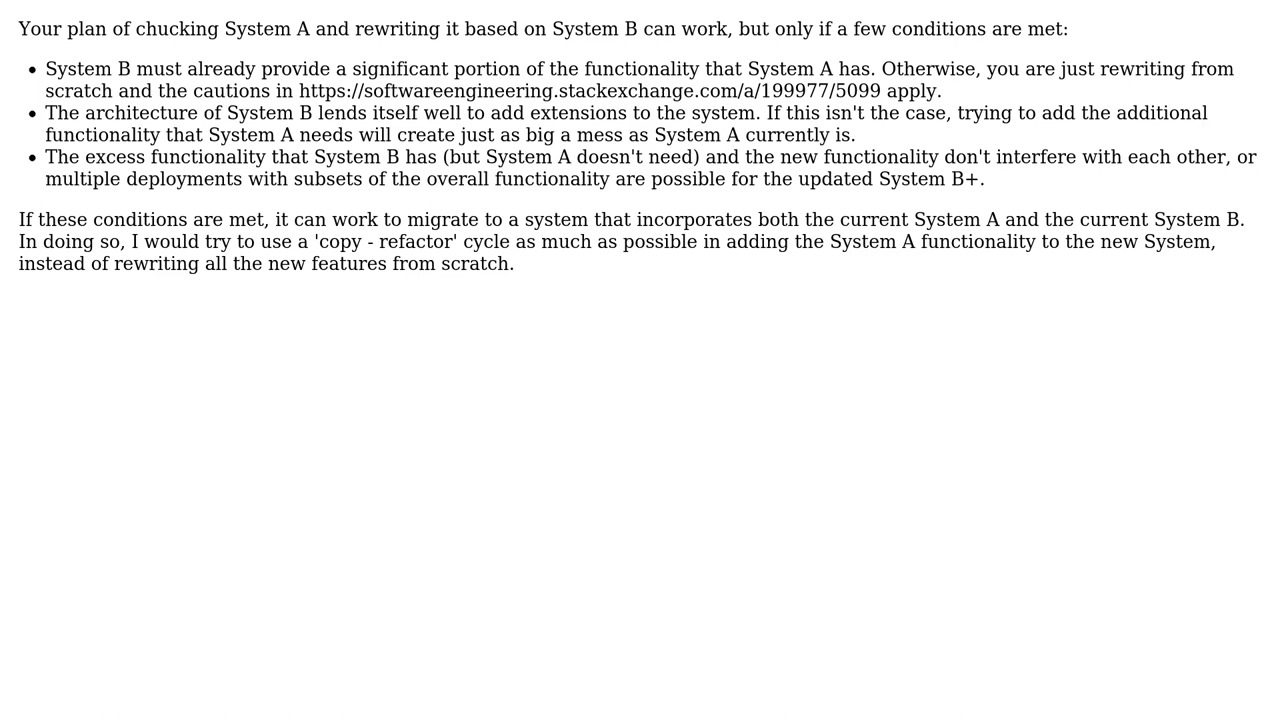 Your plan of chucking System A and rewriting it based on System B can work, but only if a few conditions are met:
• System B must already provide a significant portion of the functionality that System A has. Otherwise, you are just rewriting from
scratch and the cautions in https://softwareengineering.stackexchange.com/a/199977/5099 apply.
• The architecture of System B lends itself well to add extensions to the system. If this isn't the case, trying to add the additional
functionality that System A needs will create just as big a mess as System A currently is.
• The excess functionality that System B has (but System A doesn't need) and the new functionality don't interfere with each other, or
multiple deployments with subsets of the overall functionality are possible for the updated System B+.
If these conditions are met, it can work to migrate to a system that incorporates both the current System A and the current System B.
In doing so, I would try to use a 'copy - refactor' cycle as much as possible in adding the System A functionality to the new System,
instead of rewriting all the new features from scratch.